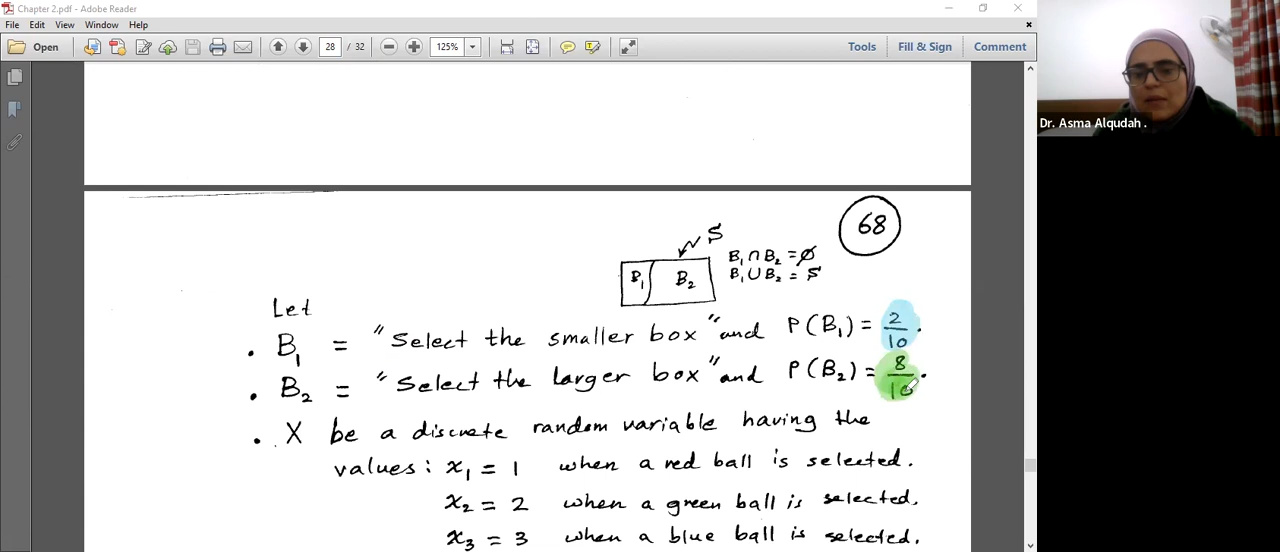 Chapter 2.pdf - Adobe Reader
File Edit View Window Help
Open 28 / 32 125% Tools Fill & Sign Comment
Dr. Asma Alqudah .
68
S
B1 B2
B1 ∩ B2 = ∅
B1 ∪ B2 = S
Let
. B1 = "Select the smaller box" and P(B1) = 2/10 .
. B2 = "Select the larger box" and P(B2) = 8/10 .
. X be a discrete random variable having the
values: x1 = 1 when a red ball is selected.
x2 = 2 when a green ball is selected.
x3 = 3 when a blue ball is selected.